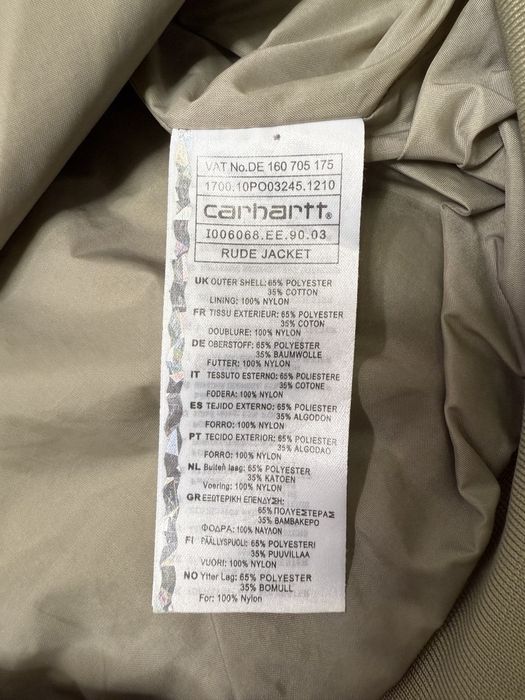 VAT No.DE 160 705 175
1700.10PO03245.1210
carhartt®
I006068.EE.90.03
RUDE JACKET
UK OUTER SHELL: 65% POLYESTER
35% COTTON
LINING: 100% NYLON
FR TISSU EXTERIEUR: 65% POLYESTER
35% COTON
DOUBLURE: 100% NYLON
DE OBERSTOFF: 65% POLYESTER
35% BAUMWOLLE
FUTTER: 100% NYLON
IT TESSUTO ESTERNO: 65% POLIESTERE
35% COTONE
FODERA: 100% NYLON
ES TEJIDO EXTERNO: 65% POLYESTER
35% ALGODON
FORRO: 100% NYLON
PT TECIDO EXTERIOR: 65% POLYESTER
35% ALGODAO
FORRO: 100% NYLON
NL Buiteń laag: 65% POLYESTER
35% KATOEN
Voering: 100% NYLON
GR ΕΞΩΤΕΡΙΚΗ ΕΠΕΝΔΥΣΗ:
65% ΠΟΛΥΕΣΤΕΡΑΣ
35% ΒΑΜΒΑΚΕΡΟ
ΦΟΔΡΑ: 100% ΝΑΥΛΟΝ
FI PÄÄLLYSPUOLI: 65% POLYESTERI
35% PUUVILLAA
VUORI: 100% NYLON
NO Ytter Lag: 65% POLYESTER
35% BOMULL
For: 100% Nylon